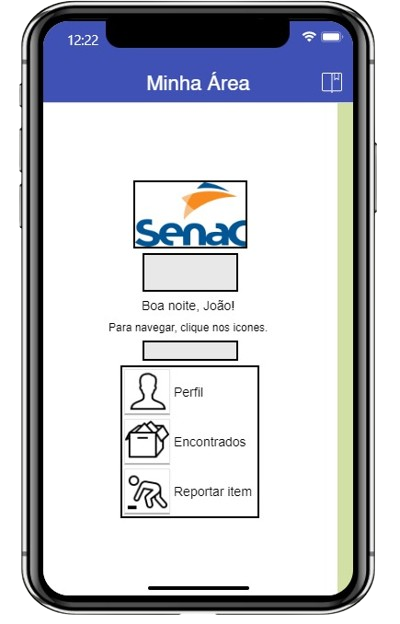 12:22
Minha Área
Senac
Boa noite, João!
Para navegar, clique nos icones.
Perfil
Encontrados
Reportar item